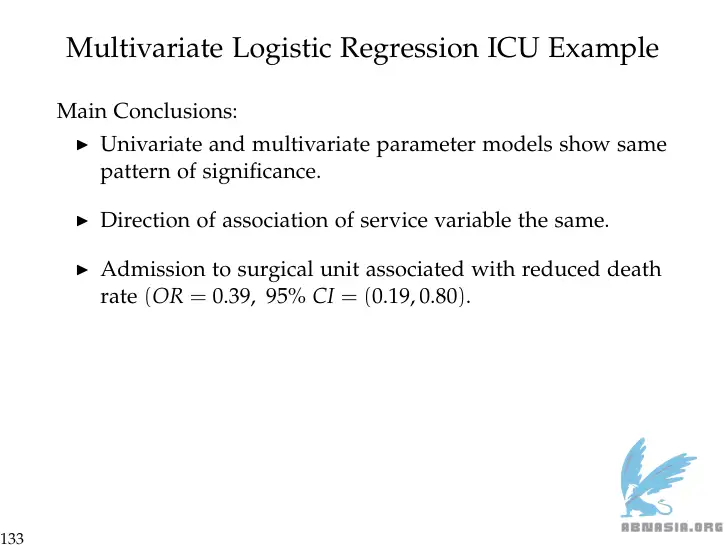 Multivariate Logistic Regression ICU Example
Main Conclusions:
▶ Univariate and multivariate parameter models show same
pattern of significance.
▶ Direction of association of service variable the same.
▶ Admission to surgical unit associated with reduced death
rate (OR = 0.39, 95% CI = (0.19, 0.80).
ABNASIA.ORG
133